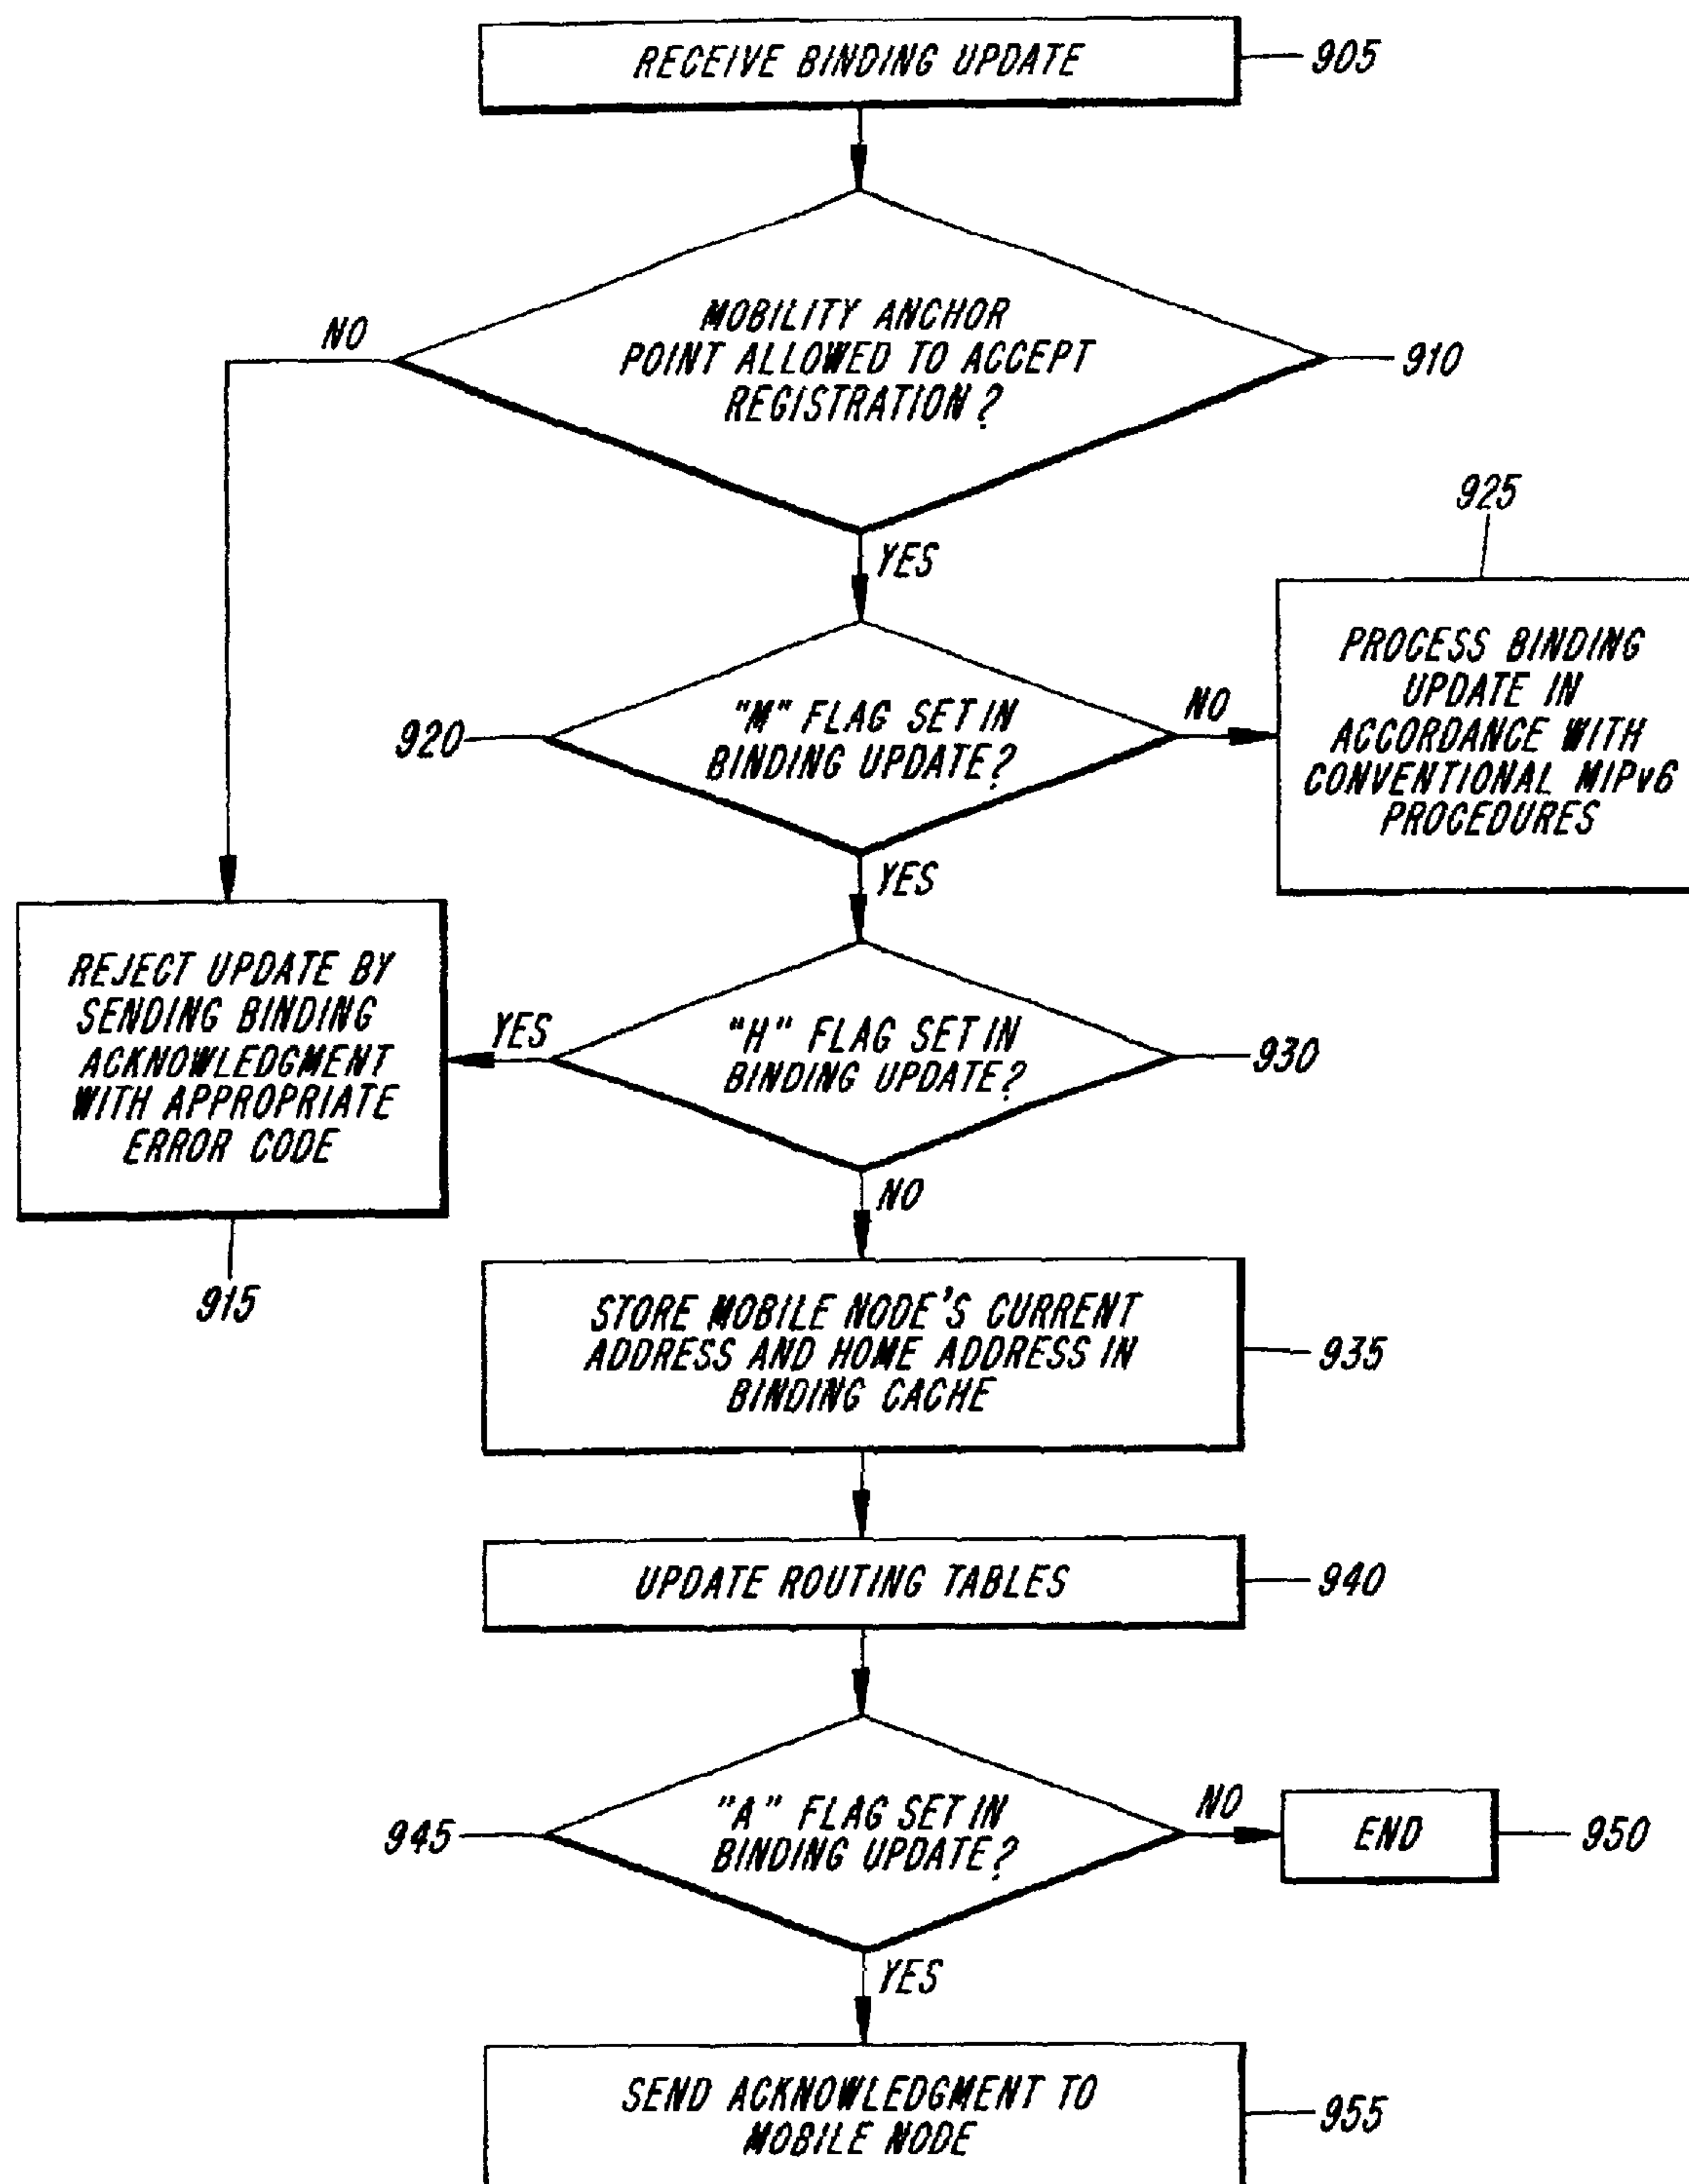 RECEIVE BINDING UPDATE
905
MOBILITY ANCHOR
POINT ALLOWED TO ACCEPT
REGISTRATION?
910
NO
YES
925
PROCESS BINDING
UPDATE IN
ACCORDANCE WITH
CONVENTIONAL MIPv6
PROCEDURES
"M" FLAG SET IN
BINDING UPDATE?
920
NO
YES
REJECT UPDATE BY
SENDING BINDING
ACKNOWLEDGMENT
WITH APPROPRIATE
ERROR CODE
915
YES
"H" FLAG SET IN
BINDING UPDATE?
930
NO
STORE MOBILE NODE'S CURRENT
ADDRESS AND HOME ADDRESS IN
BINDING CACHE
935
UPDATE ROUTING TABLES
940
"A" FLAG SET IN
BINDING UPDATE?
945
NO
END
950
YES
SEND ACKNOWLEDGMENT TO
MOBILE NODE
955